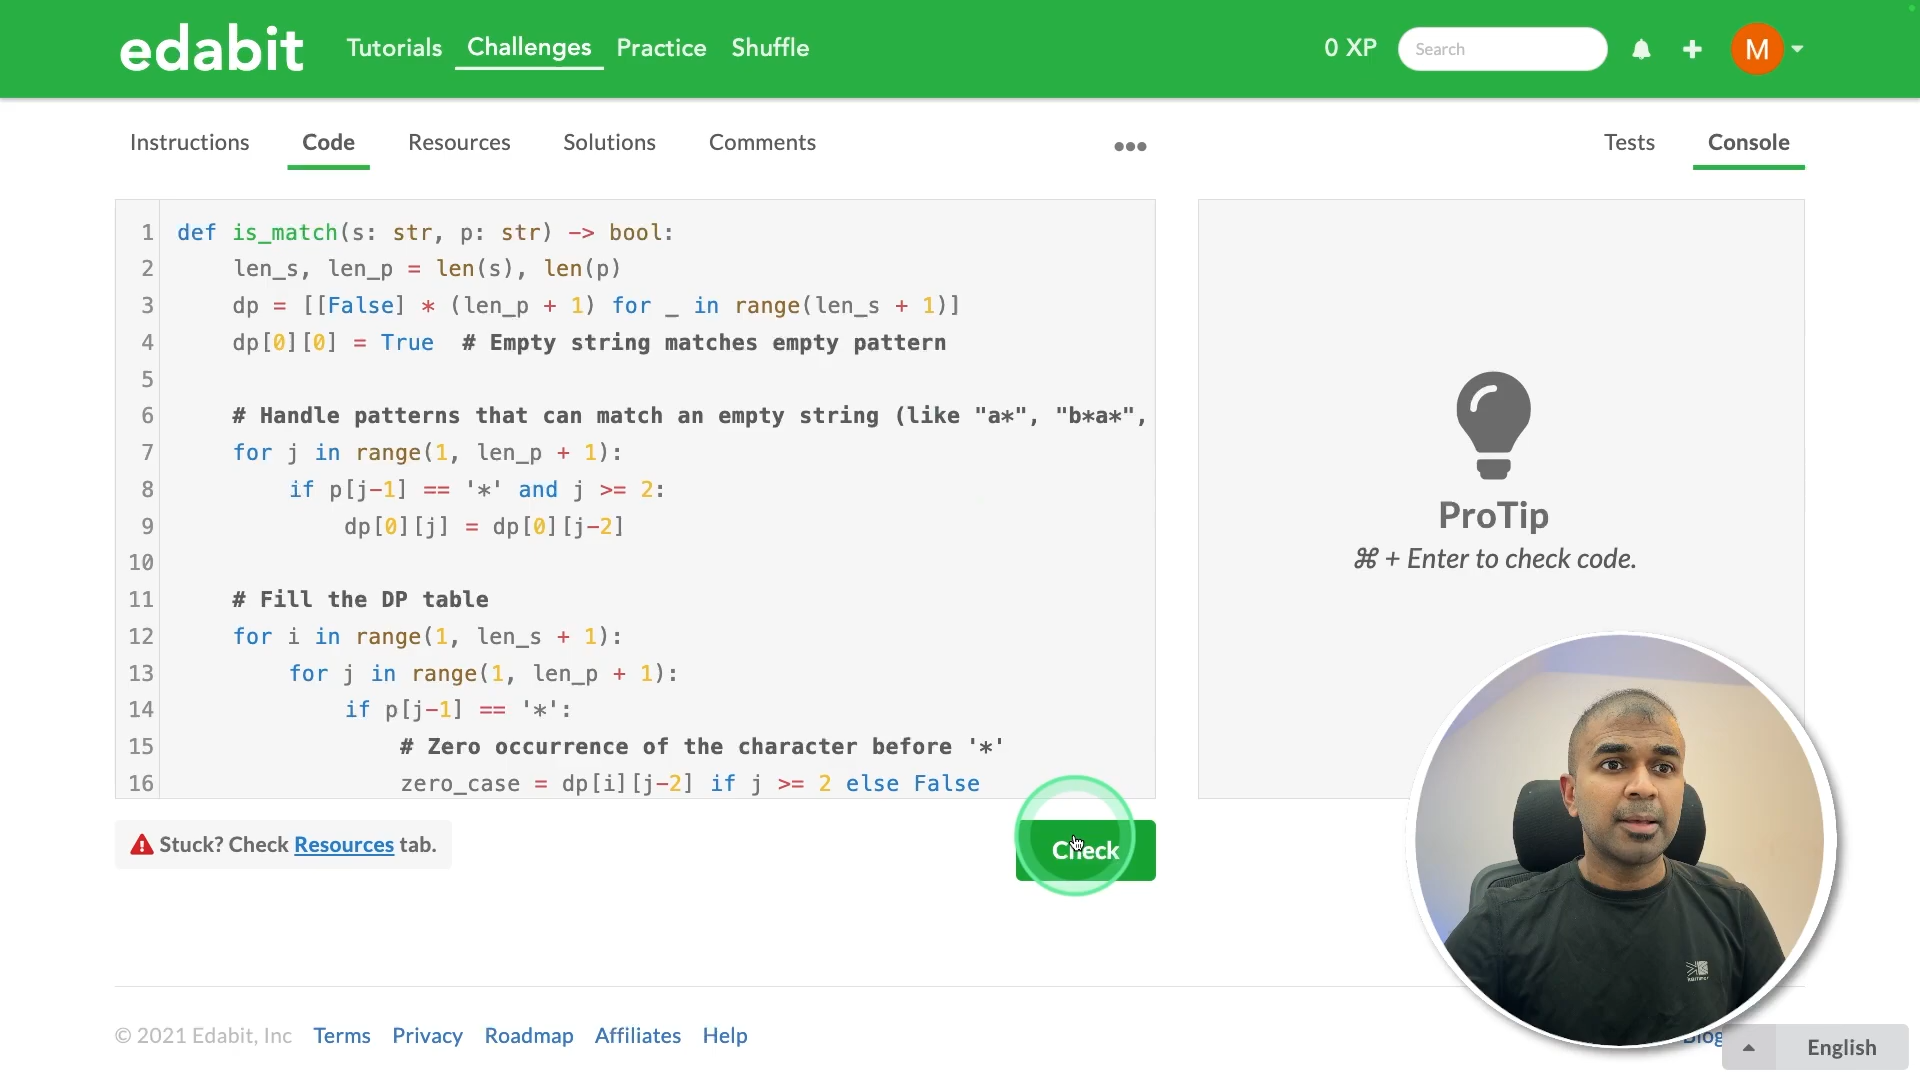 edabit Tutorials Challenges Practice Shuffle 0 XP Search M
Instructions Code Resources Solutions Comments ••• Tests Console
1 def is_match(s: str, p: str) -> bool:
2 len_s, len_p = len(s), len(p)
3 dp = [[False] * (len_p + 1) for _ in range(len_s + 1)]
4 dp[0][0] = True # Empty string matches empty pattern
5
6 # Handle patterns that can match an empty string (like "a*", "b*a*",
7 for j in range(1, len_p + 1):
8 if p[j-1] == '*' and j >= 2:
9 dp[0][j] = dp[0][j-2]
10
11 # Fill the DP table
12 for i in range(1, len_s + 1):
13 for j in range(1, len_p + 1):
14 if p[j-1] == '*':
15 # Zero occurrence of the character before '*'
16 zero_case = dp[i][j-2] if j >= 2 else False
ProTip
⌘ + Enter to check code.
Stuck? Check Resources tab.
Check
© 2021 Edabit, Inc Terms Privacy Roadmap Affiliates Help Blog
English